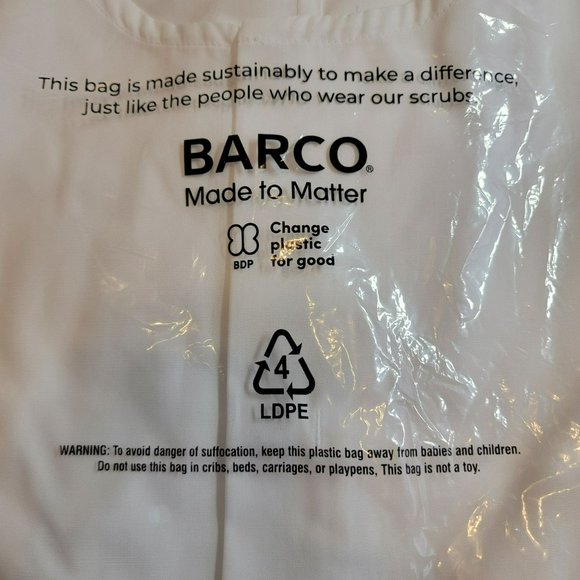 This bag is made sustainably to make a difference,
just like the people who wear our scrubs.
BARCO®
Made to Matter
Change
plastic
for good
BDP
4
LDPE
WARNING: To avoid danger of suffocation, keep this plastic bag away from babies and children.
Do not use this bag in cribs, beds, carriages, or playpens, This bag is not a toy.